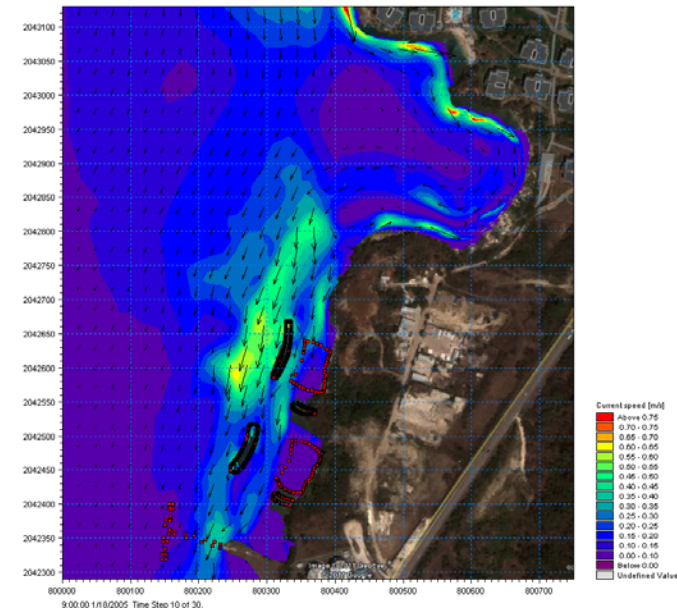 2043100
2043050
2043000
2042950
2042900
2042850
2042800
2042750
2042700
2042650
2042600
2042550
2042500
2042450
2042400
2042350
2042300
800000 800100 800200 800300 800400 800500 800600 800700
9:00:00 1/18/2005 Time Step 10 of 30.
Current speed [m/s]
Above 0.75
0.70 - 0.75
0.65 - 0.70
0.60 - 0.65
0.55 - 0.60
0.50 - 0.55
0.45 - 0.50
0.40 - 0.45
0.35 - 0.40
0.30 - 0.35
0.25 - 0.30
0.20 - 0.25
0.15 - 0.20
0.10 - 0.15
0.00 - 0.10
Below 0.00
Undefined Value
Image